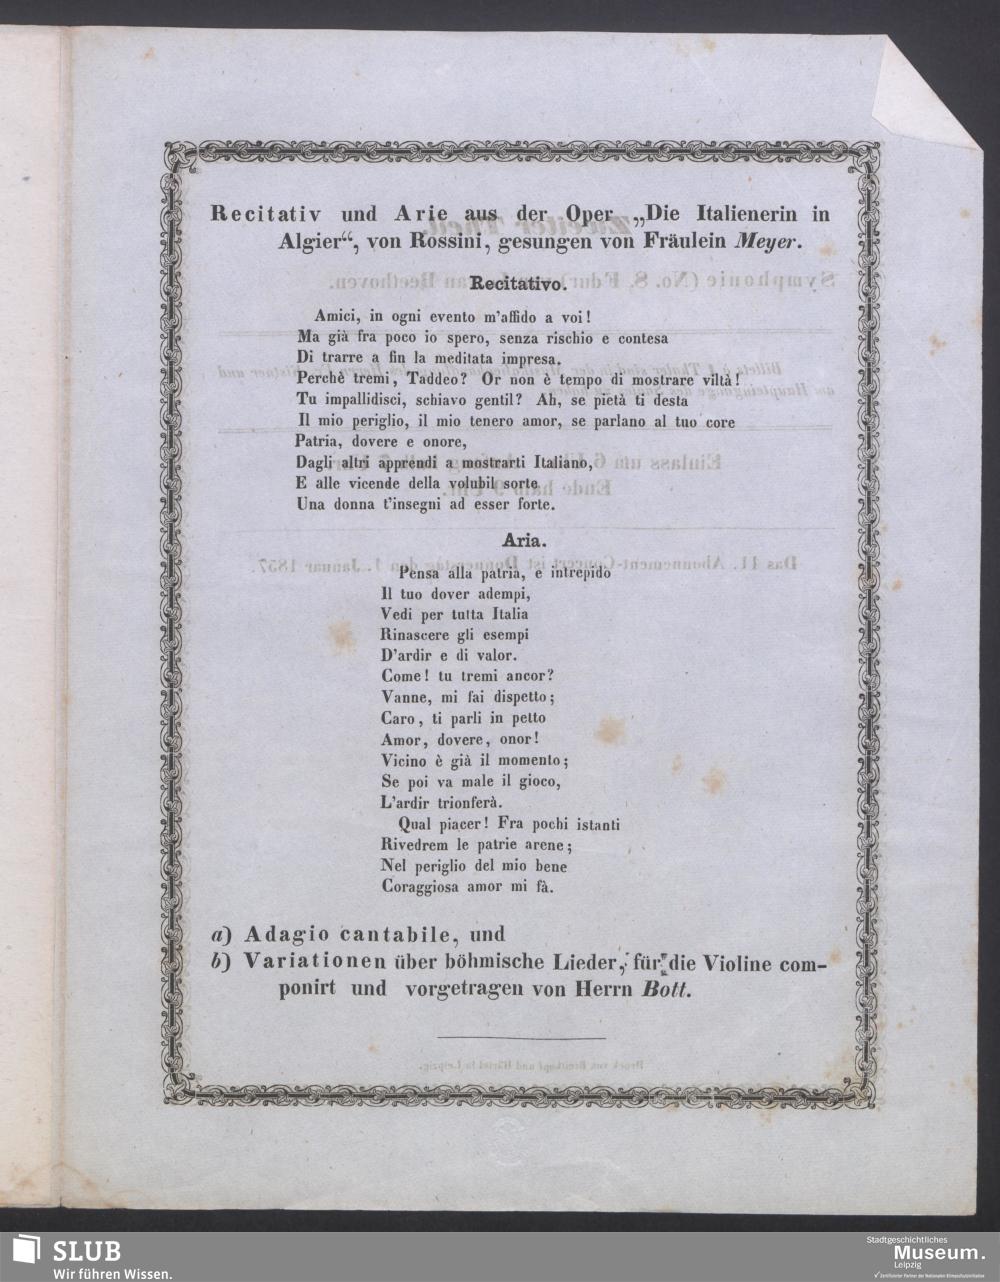 Recitativ und Arie aus der Oper „Die Italienerin in
Algier“, von Rossini, gesungen von Fräulein Meyer.
Recitativo.
Amici, in ogni evento m'affido a voi!
Ma già fra poco io spero, senza rischio e contesa
Di trarre a fin la meditata impresa.
Perchè tremi, Taddeo? Or non è tempo di mostrare viltà!
Tu impallidisci, schiavo gentil? Ah, se pietà ti desta
Il mio periglio, il mio tenero amor, se parlano al tuo core
Patria, dovere e onore,
Dagli altri apprendi a mostrarti Italiano,
E alle vicende della volubil sorte
Una donna t'insegni ad esser forte.
Aria.
Pensa alla patria, e intrepido
Il tuo dover adempi,
Vedi per tutta Italia
Rinascere gli esempi
D'ardir e di valor.
Come! tu tremi ancor?
Vanne, mi fai dispetto;
Caro, ti parli in petto
Amor, dovere, onor!
Vicino è già il momento;
Se poi va male il gioco,
L'ardir trionferà.
Qual piacer! Fra pochi istanti
Rivedrem le patrie arene;
Nel periglio del mio bene
Coraggiosa amor mi fà.
a) Adagio cantabile, und
b) Variationen über böhmische Lieder, für die Violine com-
ponirt und vorgetragen von Herrn Bott.
SLUB
Wir führen Wissen.
Stadtgeschichtliches
Museum.
Leipzig
✓ Zertifizierter Partner der Nationalen Klimaschutzinitiative